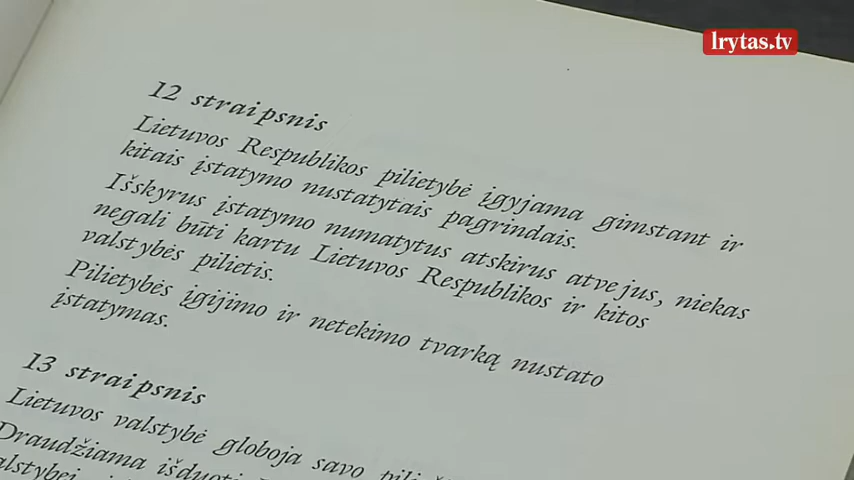 lrytas.tv
12 straipsnis
Lietuvos Respublikos pilietybė įgyjama gimstant ir
kitais įstatymo nustatytais pagrindais.
Išskyrus įstatymo numatytus atskirus atvejus, niekas
negali būti kartu Lietuvos Respublikos ir kitos
valstybės pilietis.
Pilietybės įgijimo ir netekimo tvarką nustato
įstatymas.
13 straipsnis
Lietuvos valstybė globoja savo
Draudžiama išduoti